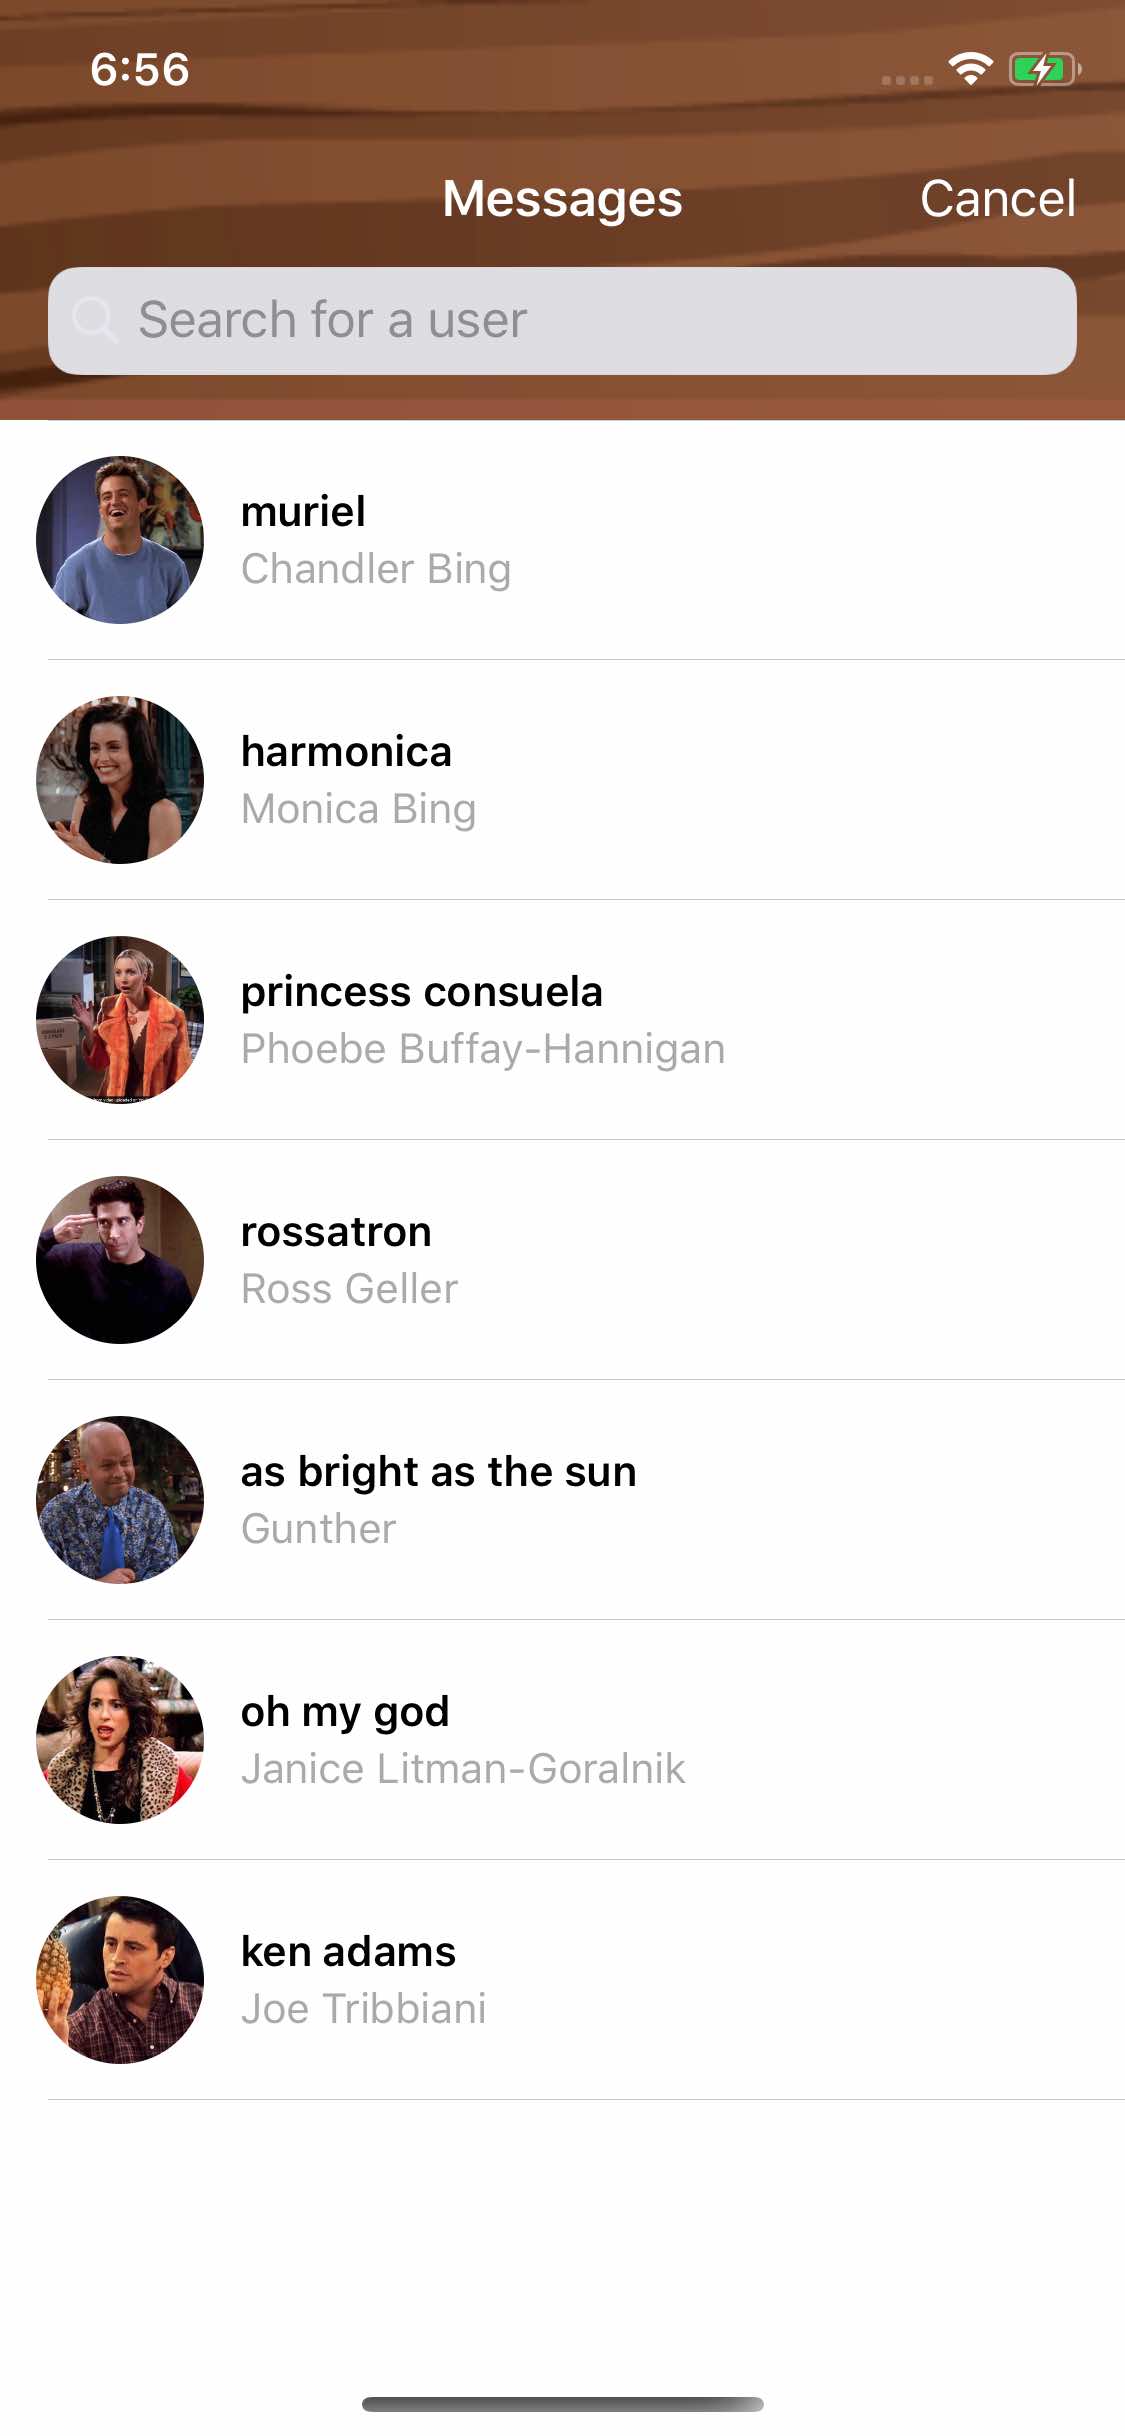 6:56
Messages
Cancel
Search for a user
muriel
Chandler Bing
harmonica
Monica Bing
princess consuela
Phoebe Buffay-Hannigan
rossatron
Ross Geller
as bright as the sun
Gunther
oh my god
Janice Litman-Goralnik
ken adams
Joe Tribbiani